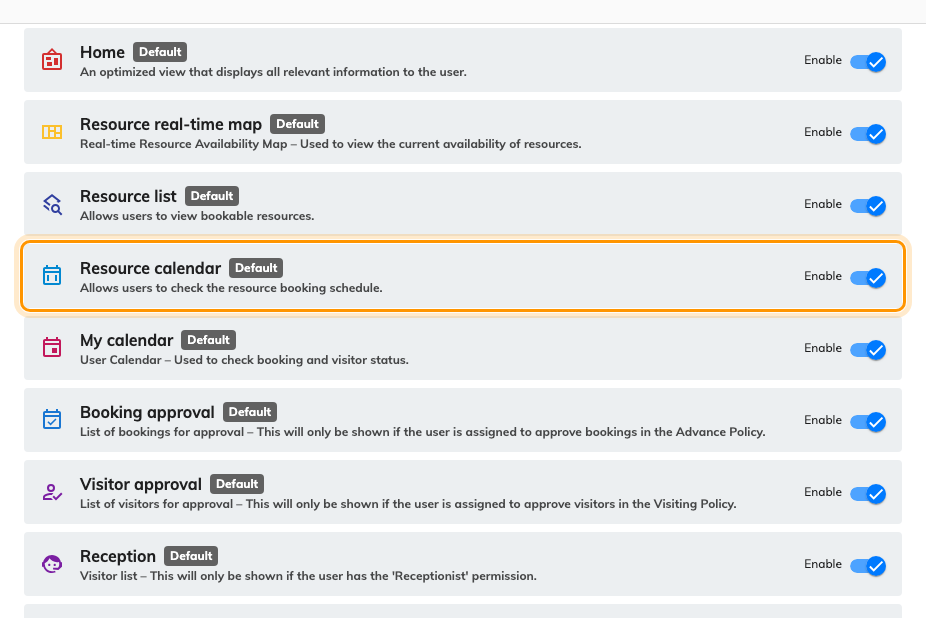 Home Default
An optimized view that displays all relevant information to the user.
Enable
Resource real-time map Default
Real-time Resource Availability Map – Used to view the current availability of resources.
Enable
Resource list Default
Allows users to view bookable resources.
Enable
Resource calendar Default
Allows users to check the resource booking schedule.
Enable
My calendar Default
User Calendar – Used to check booking and visitor status.
Enable
Booking approval Default
List of bookings for approval – This will only be shown if the user is assigned to approve bookings in the Advance Policy.
Enable
Visitor approval Default
List of visitors for approval – This will only be shown if the user is assigned to approve visitors in the Visiting Policy.
Enable
Reception Default
Visitor list – This will only be shown if the user has the 'Receptionist' permission.
Enable